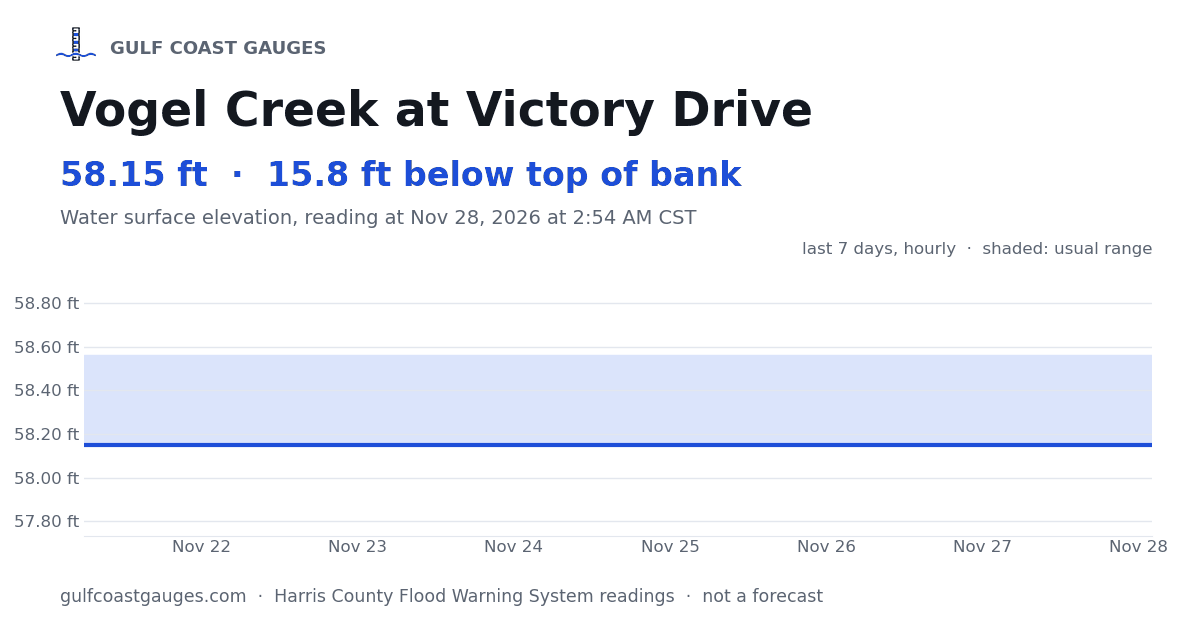 GULF COAST GAUGES
Vogel Creek at Victory Drive
58.15 ft · 15.8 ft below top of bank
Water surface elevation, reading at Nov 28, 2026 at 2:54 AM CST
last 7 days, hourly · shaded: usual range
58.80 ft
58.60 ft
58.40 ft
58.20 ft
58.00 ft
57.80 ft
Nov 22 Nov 23 Nov 24 Nov 25 Nov 26 Nov 27 Nov 28
gulfcoastgauges.com · Harris County Flood Warning System readings · not a forecast